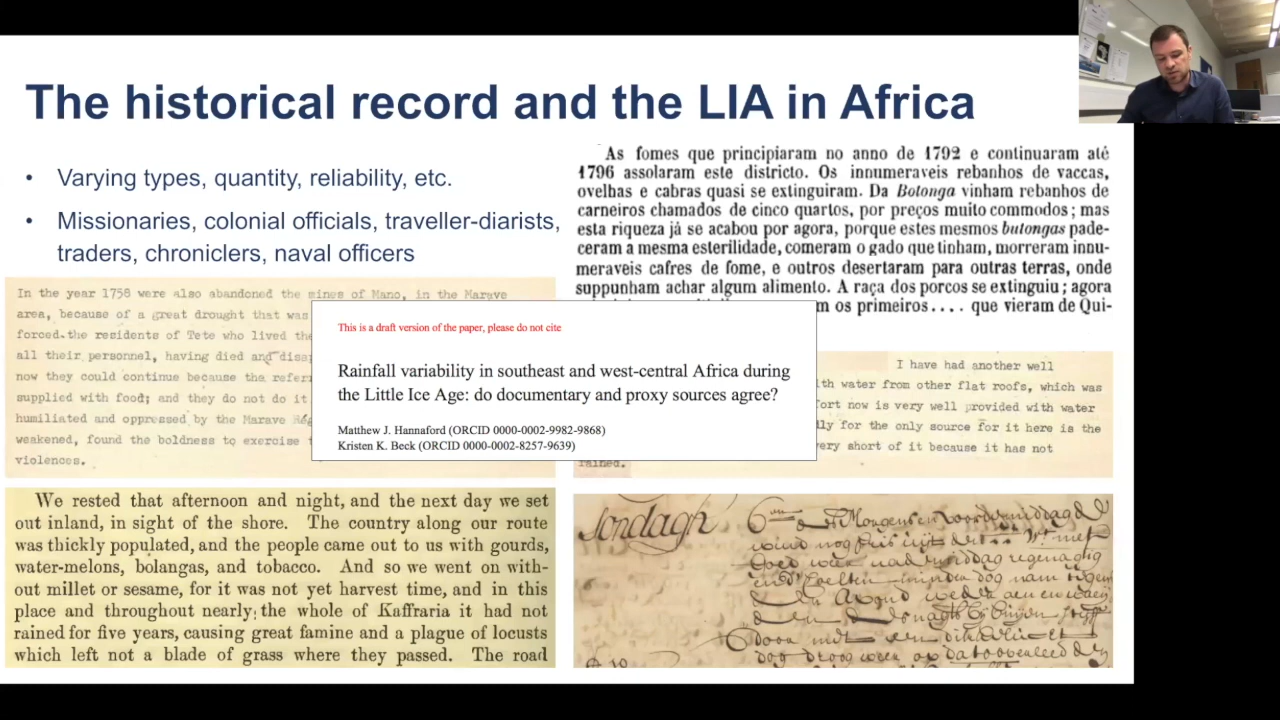 The historical record and the LIA in Africa
• Varying types, quantity, reliability, etc.
• Missionaries, colonial officials, traveller-diarists,
traders, chroniclers, naval officers
As fomes que principiaram no anno de 1792 e continuaram até
1796 assolaram este districto. Os innumeraveis rebanhos de vaccas,
ovelhas e cabras quasi se extinguiram. Da Botonga vinham rebanhos de
carneiros chamados de cinco quartos, por preços muito commodos; mas
esta riqueza já se acabou por agora, porque estes mesmos butongas pade-
ceram a mesma esterilidade, comeram o gado que tinham, morreram innu-
meraveis cafres de fome, e outros desertaram para outras terras, onde
suppunham achar algum alimento. A raça dos porcos se extinguiu; agora
m os primeiros.... que vieram de Qui-
In the year 1758 were also abandoned the mines of Mano, in the Marave
area, because of a great drought that was
forced the residents of Tete who lived the
all their personnel, having died and
now they could continue because the
supplied with food; and they do not do it
humiliated and oppressed by the Marave
weakened, found the boldness to exercise
violences.
This is a draft version of the paper, please do not cite
Rainfall variability in southeast and west-central Africa during
the Little Ice Age: do documentary and proxy sources agree?
Matthew J. Hannaford (ORCID 0000-0002-9982-9868)
Kristen K. Beck (ORCID 0000-0002-8257-9639)
I have had another well
th water from other flat roofs, which was
ort now is very well provided with water
ly for the only source for it here is the
ery short of it because it has not
rained.
We rested that afternoon and night, and the next day we set
out inland, in sight of the shore. The country along our route
was thickly populated, and the people came out to us with gourds,
water-melons, bolangas, and tobacco. And so we went on with-
out millet or sesame, for it was not yet harvest time, and in this
place and throughout nearly the whole of Kaffraria it had not
rained for five years, causing great famine and a plague of locusts
which left not a blade of grass where they passed. The road
Sondagh